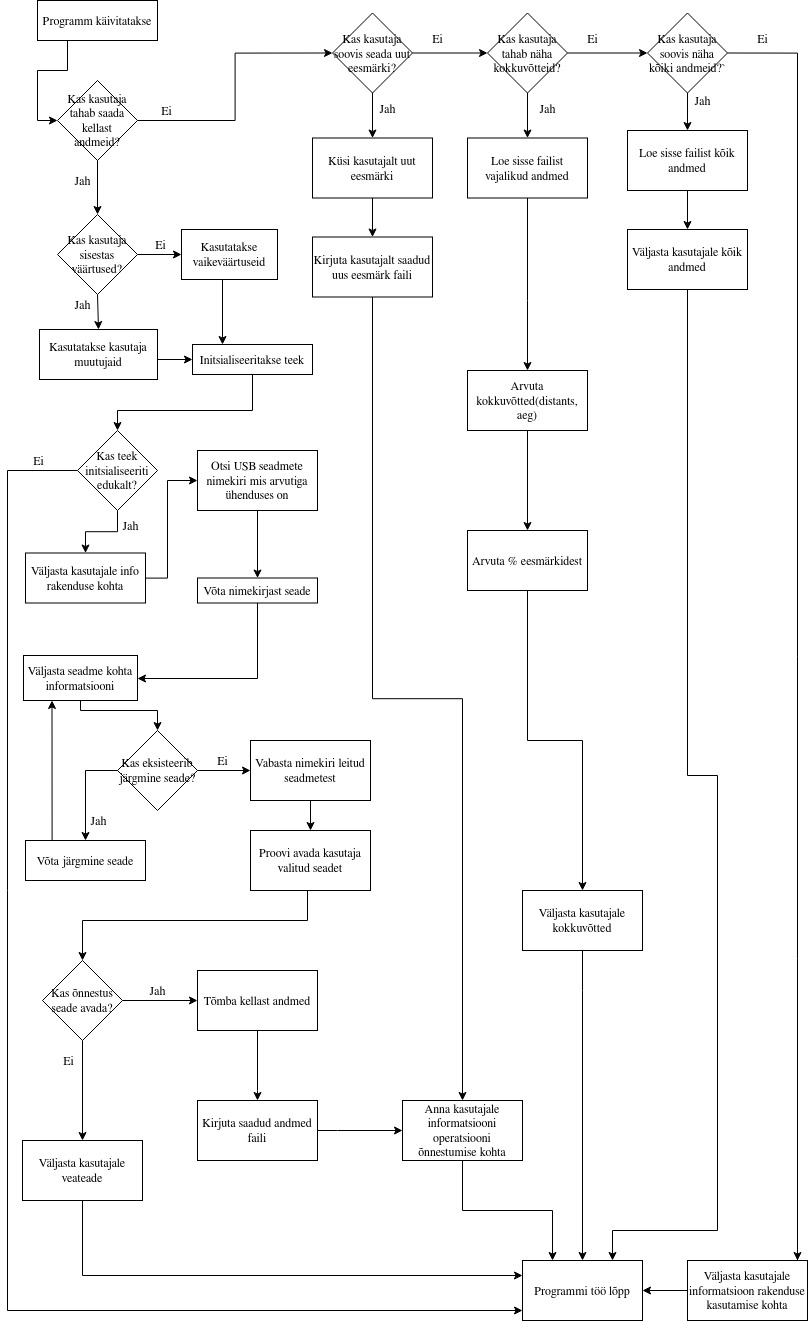 Programm käivitatakse
Kas kasutaja
tahab saada
kellast
andmeid?
Ei
Jah
Kas kasutaja
sisestas
väärtused?
Ei
Kasutatakse
vaikeväärtuseid
Jah
Kasutatakse kasutaja
muutujaid
Initsialiseeritakse teek
Kas teek
initsialiseeriti
edukalt?
Ei
Jah
Väljasta kasutajale info
rakenduse kohta
Otsi USB seadmete
nimekiri mis arvutiga
ühenduses on
Võta nimekirjast seade
Väljasta seadme kohta
informatsiooni
Kas eksisteerib
järgmine seade?
Ei
Jah
Võta järgmine seade
Vabasta nimekiri leitud
seadmetest
Proovi avada kasutaja
valitud seadet
Kas õnnestus
seade avada?
Jah
Ei
Tõmba kellast andmed
Kirjuta saadud andmed
faili
Väljasta kasutajale
veateade
Kas kasutaja
soovis seada uut
eesmärki?
Ei
Jah
Küsi kasutajalt uut
eesmärki
Kirjuta kasutajalt saadud
uus eesmärk faili
Anna kasutajale
informatsiooni
operatsiooni
õnnestumise kohta
Kas kasutaja
tahab näha
kokkuvõtteid?
Ei
Jah
Loe sisse failist
vajalikud andmed
Arvuta
kokkuvõtted(distants,
aeg)
Arvuta % eesmärkidest
Väljasta kasutajale
kokkuvõtted
Kas kasutaja
soovis näha
kõiki andmeid?`
Ei
Jah
Loe sisse failist kõik
andmed
Väljasta kasutajale kõik
andmed
Programmi töö lõpp
Väljasta kasutajale
informatsioon rakenduse
kasutamise kohta